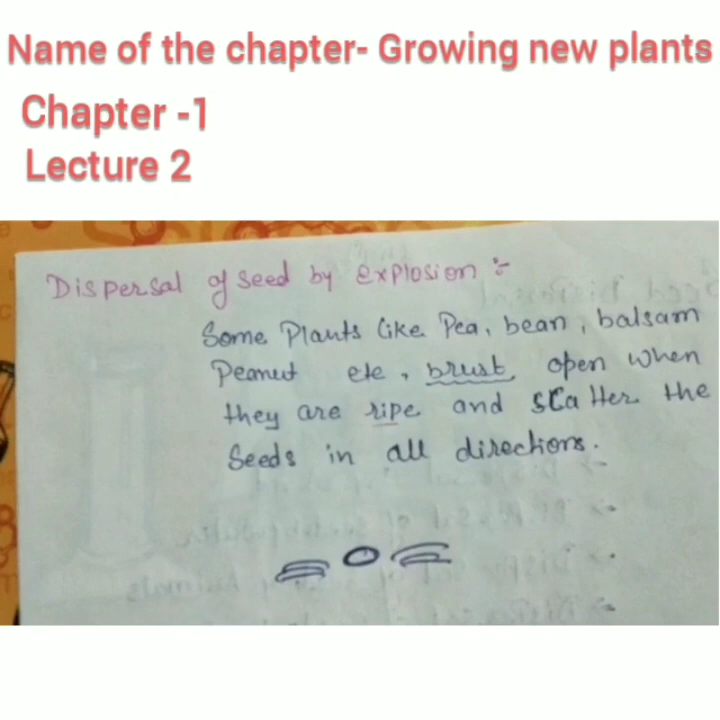 Name of the chapter- Growing new plants
Chapter -1
Lecture 2
Dispersal of seed by explosion :-
Some Plants like Pea, bean, balsam
Peanut etc, brust open when
they are ripe and scatter the
Seeds in all directions.